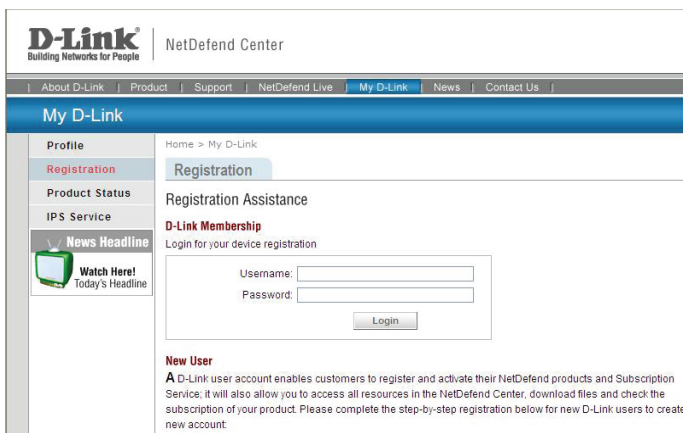 D-Link®
Building Networks for People
NetDefend Center
| About D-Link | Product | Support | NetDefend Live | My D-Link | News | Contact Us |
My D-Link
Profile
Registration
Product Status
IPS Service
News Headline
Watch Here!
Today's Headline
Home > My D-Link
Registration
Registration Assistance
D-Link Membership
Login for your device registration
Username:
Password:
Login
New User
A D-Link user account enables customers to register and activate their NetDefend products and Subscription
Service; it will also allow you to access all resources in the NetDefend Center, download files and check the
subscription of your product. Please complete the step-by-step registration below for new D-Link users to create
new account: